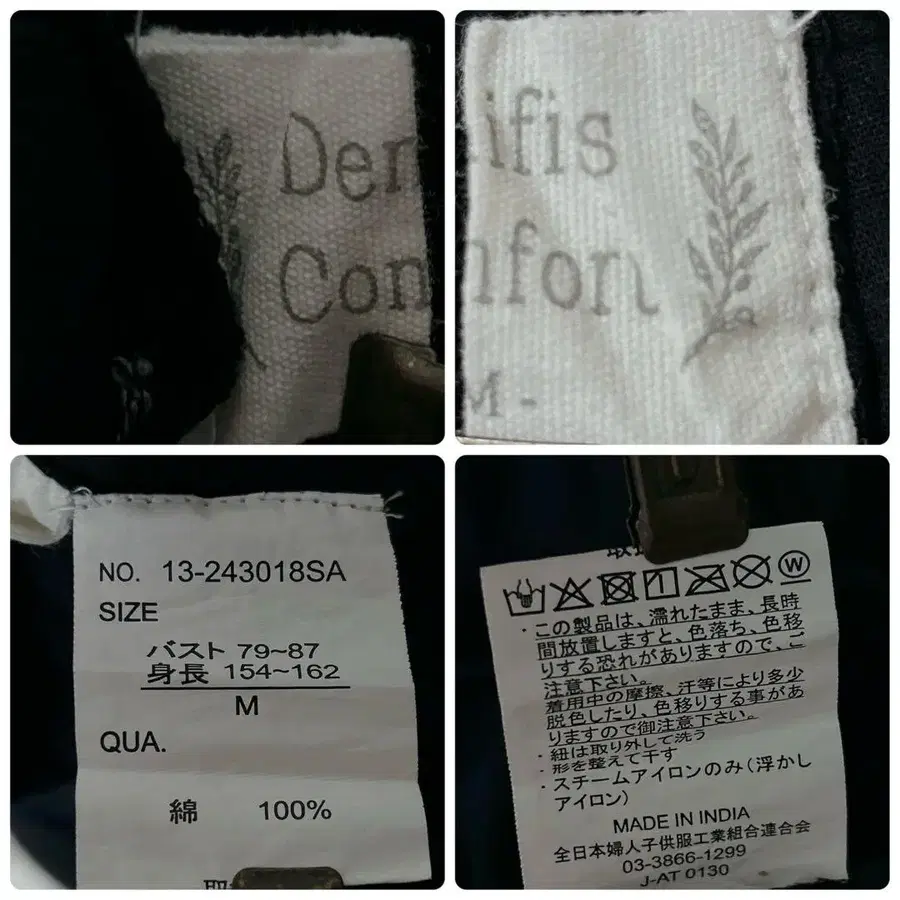 Der
Con
ifis
nfort
M -
NO. 13-243018SA
SIZE
バスト 79~87
身長 154~162
M
QUA.
綿 100%
取
W
・この製品は、濡れたまま、長時
間放置しますと、色落ち、色移
りする恐れがありますので、ご
注意下さい。
着用中の摩擦、汗等により多少
脱色したり、色移りする事があ
りますので御注意下さい。
・紐は取り外して洗う
・形を整えて干す
・スチームアイロンのみ(浮かし
アイロン)
MADE IN INDIA
全日本婦人子供服工業組合連合会
03-3866-1299
J-AT 0130